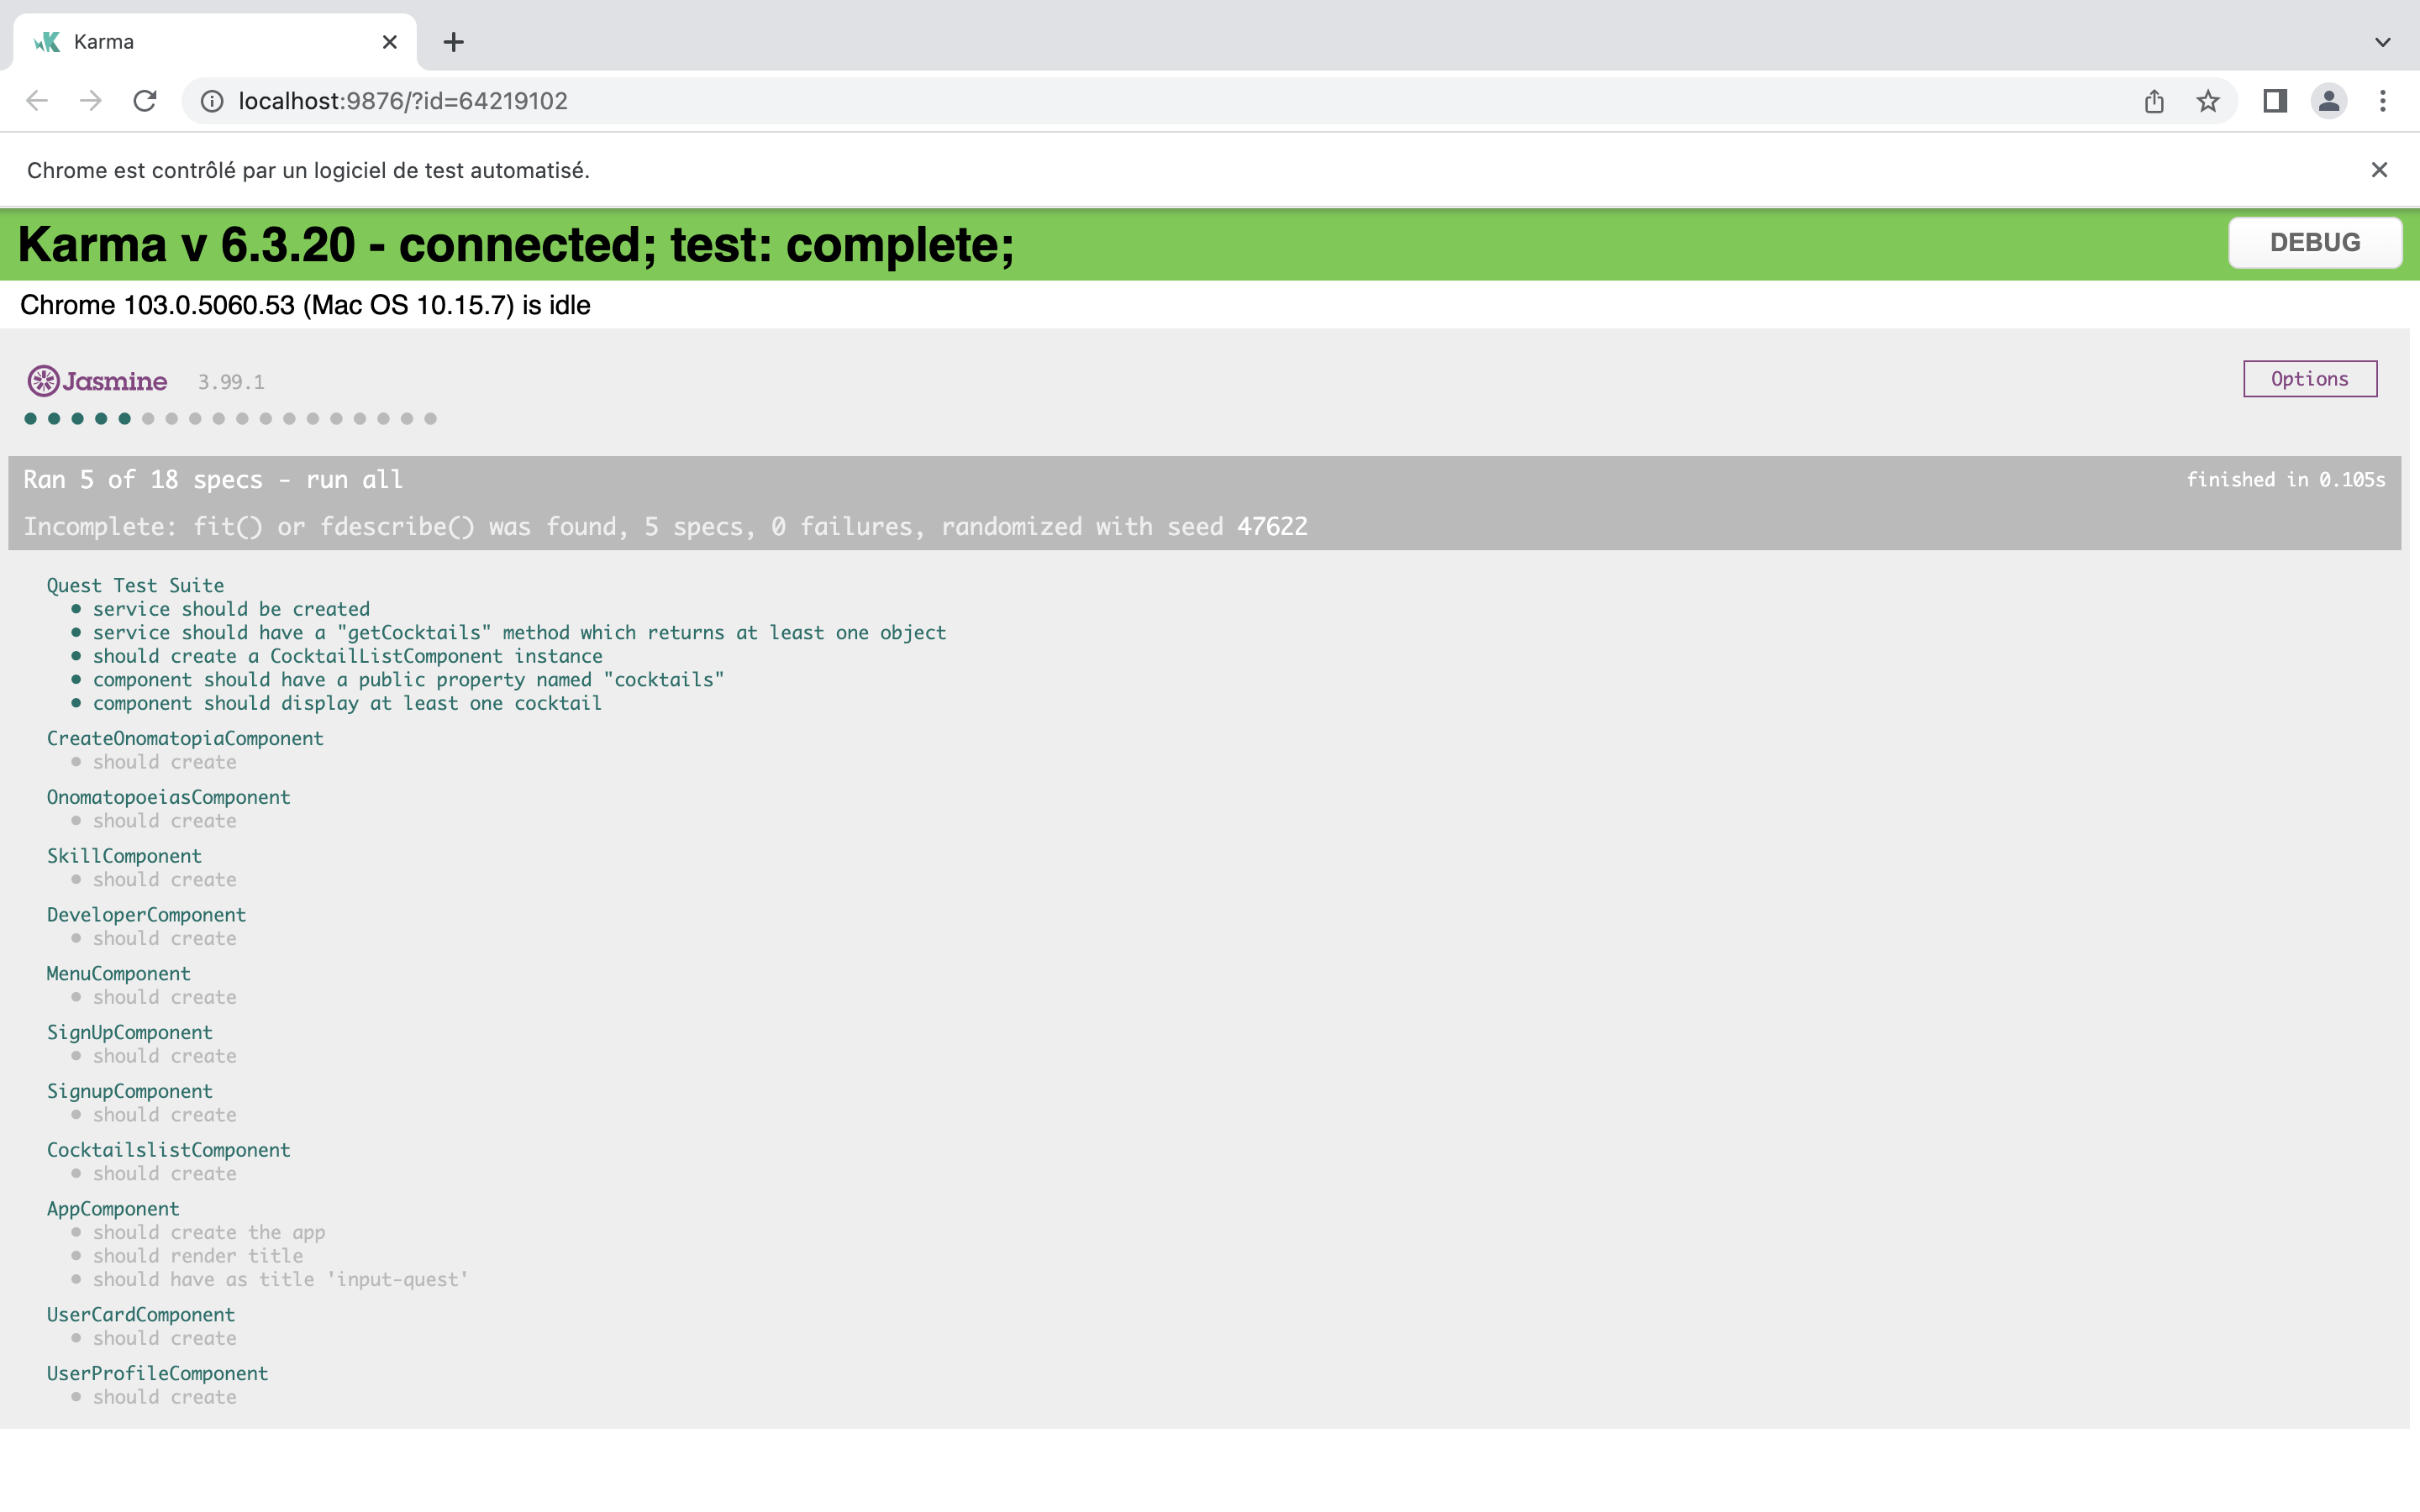 Karma
localhost:9876/?id=64219102
Chrome est contrôlé par un logiciel de test automatisé.
Karma v 6.3.20 - connected; test: complete;
DEBUG
Chrome 103.0.5060.53 (Mac OS 10.15.7) is idle
Jasmine 3.99.1
Options
Ran 5 of 18 specs - run all
finished in 0.105s
Incomplete: fit() or fdescribe() was found, 5 specs, 0 failures, randomized with seed 47622
Quest Test Suite
• service should be created
• service should have a "getCocktails" method which returns at least one object
• should create a CocktailListComponent instance
• component should have a public property named "cocktails"
• component should display at least one cocktail
CreateOnomatopiaComponent
• should create
OnomatopoeiasComponent
• should create
SkillComponent
• should create
DeveloperComponent
• should create
MenuComponent
• should create
SignUpComponent
• should create
SignupComponent
• should create
CocktailslistComponent
• should create
AppComponent
• should create the app
• should render title
• should have as title 'input-quest'
UserCardComponent
• should create
UserProfileComponent
• should create